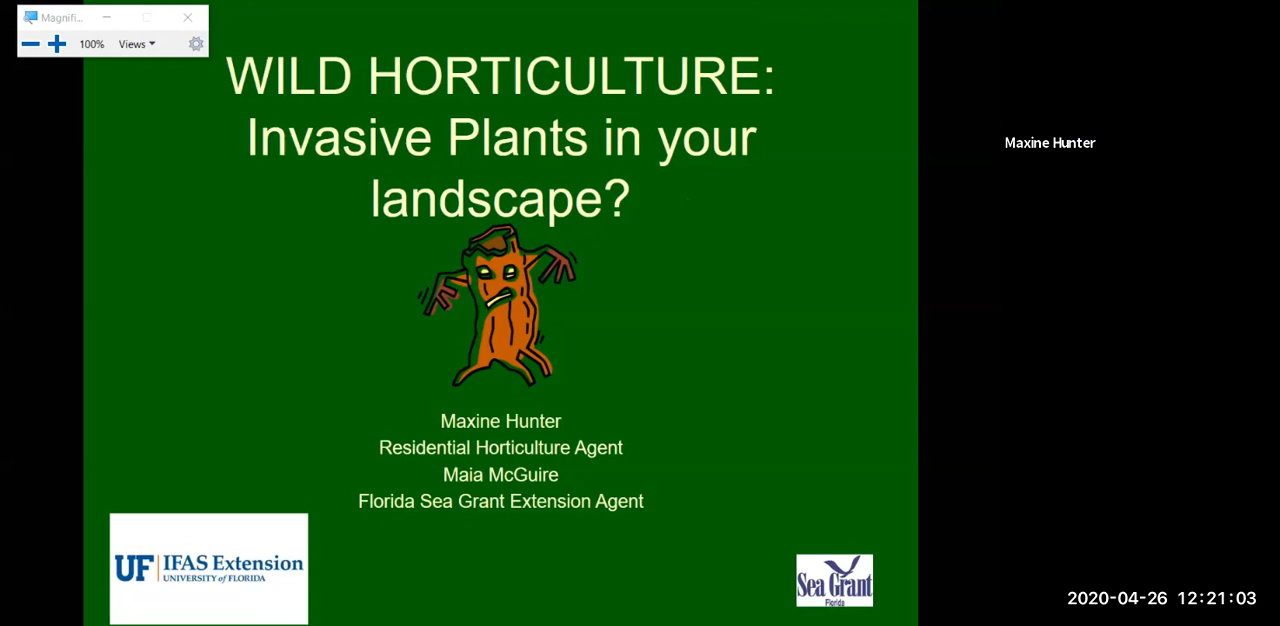 Magnifi...
100% Views
WILD HORTICULTURE:
Invasive Plants in your
landscape?
Maxine Hunter
Maxine Hunter
Residential Horticulture Agent
Maia McGuire
Florida Sea Grant Extension Agent
UF IFAS Extension
UNIVERSITY of FLORIDA
Sea Grant
Florida
2020-04-26 12:21:03